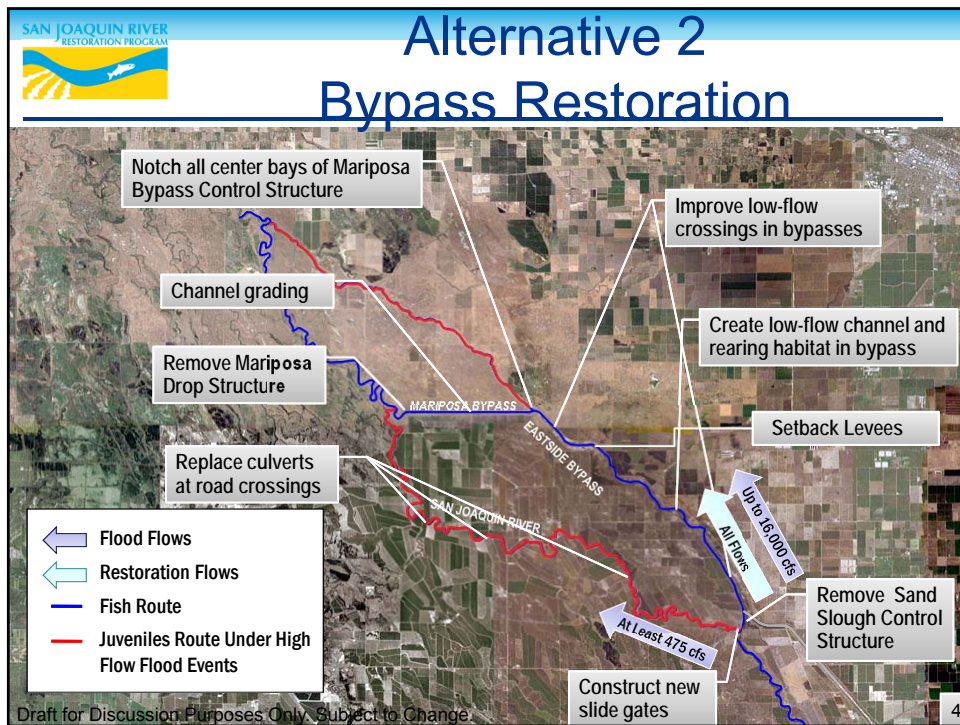 SAN JOAQUIN RIVER
RESTORATION PROGRAM
Alternative 2
Bypass Restoration
Notch all center bays of Mariposa
Bypass Control Structure
Improve low-flow
crossings in bypasses
Channel grading
Create low-flow channel and
rearing habitat in bypass
Remove Mariposa
Drop Structure
MARIPOSA BYPASS
EASTSIDE BYPASS
Setback Levees
Replace culverts
at road crossings
SAN JOAQUIN RIVER
Up to 16,000 cfs
All Flows
Flood Flows
Restoration Flows
Fish Route
Juveniles Route Under High
Flow Flood Events
At Least 475 cfs
Remove Sand
Slough Control
Structure
Construct new
slide gates
Draft for Discussion Purposes Only. Subject to Change.
4